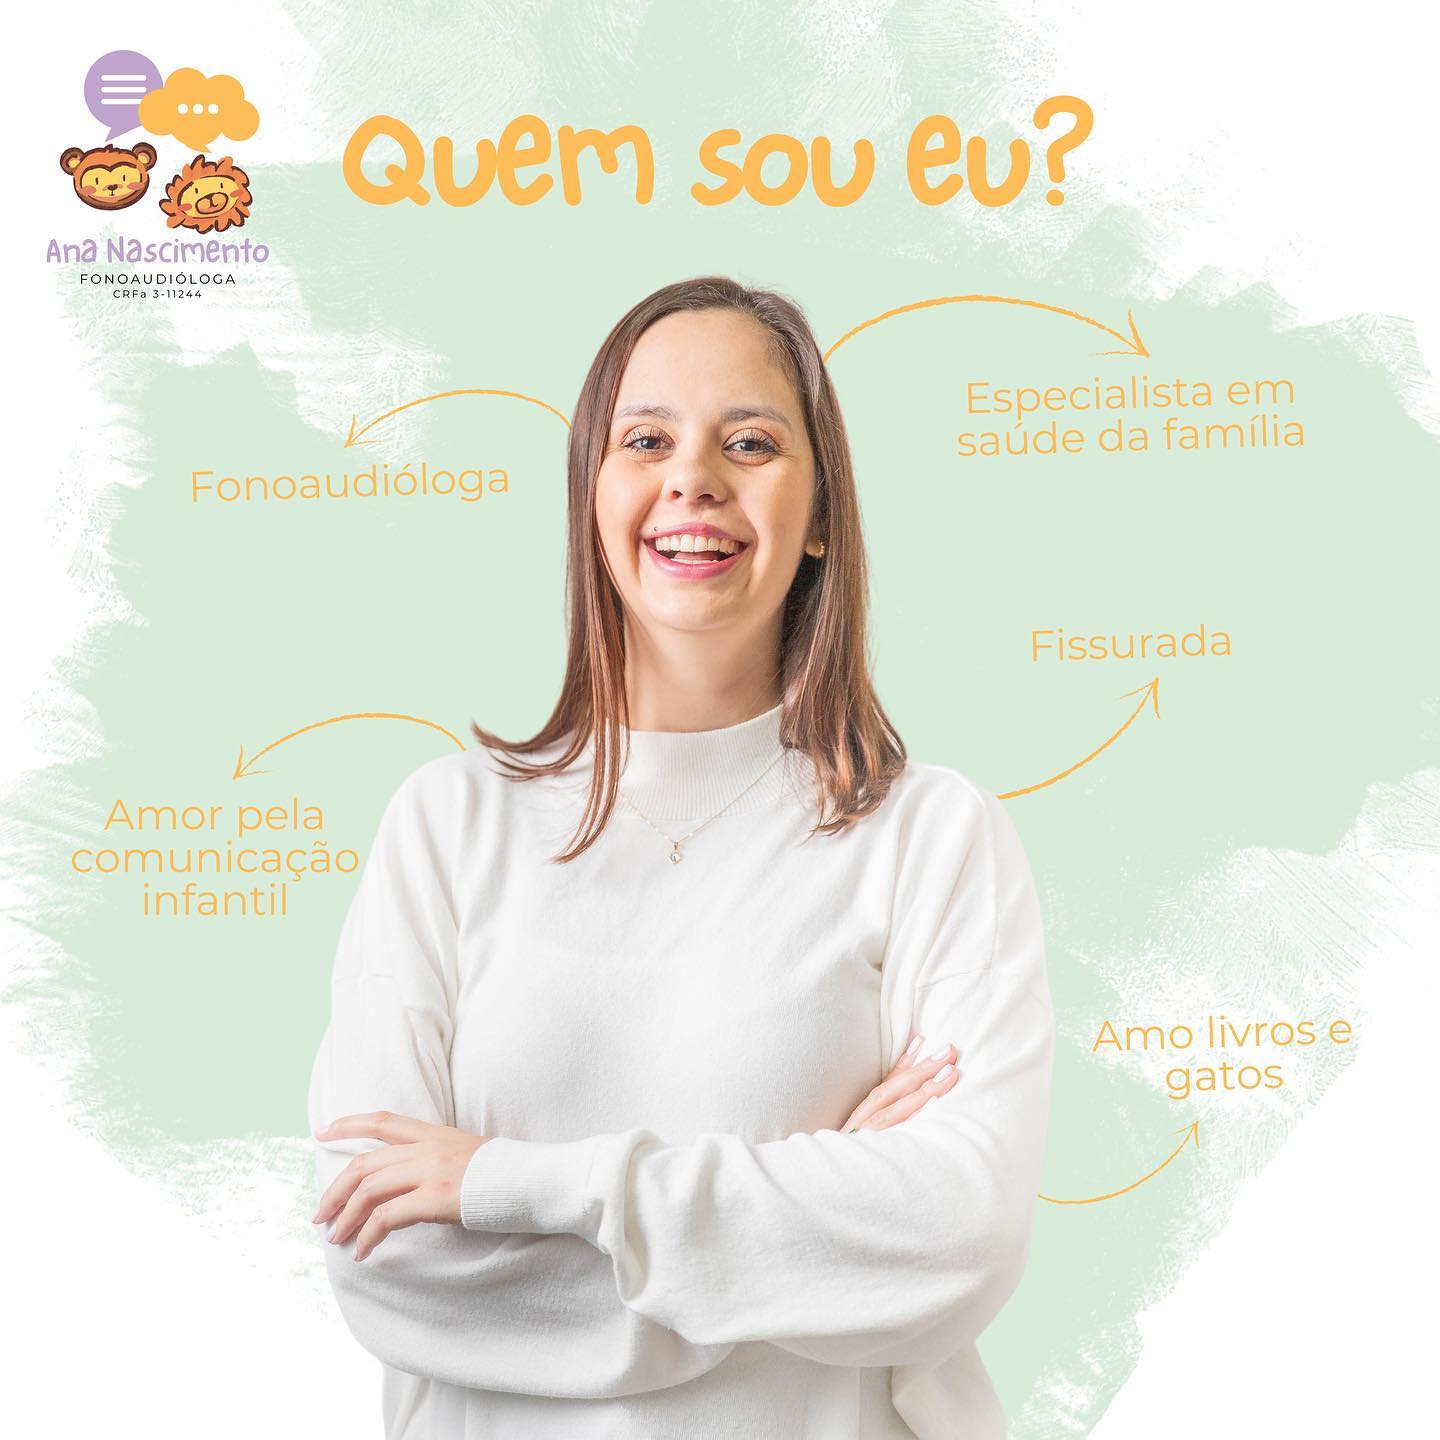 Quem sou eu?
Ana Nascimento
FONOAUDIÓLOGA
CRFa 3-11244
Especialista em
saúde da família
Fonoaudióloga
Fissurada
Amor pela
comunicação
infantil
Amo livros e
gatos